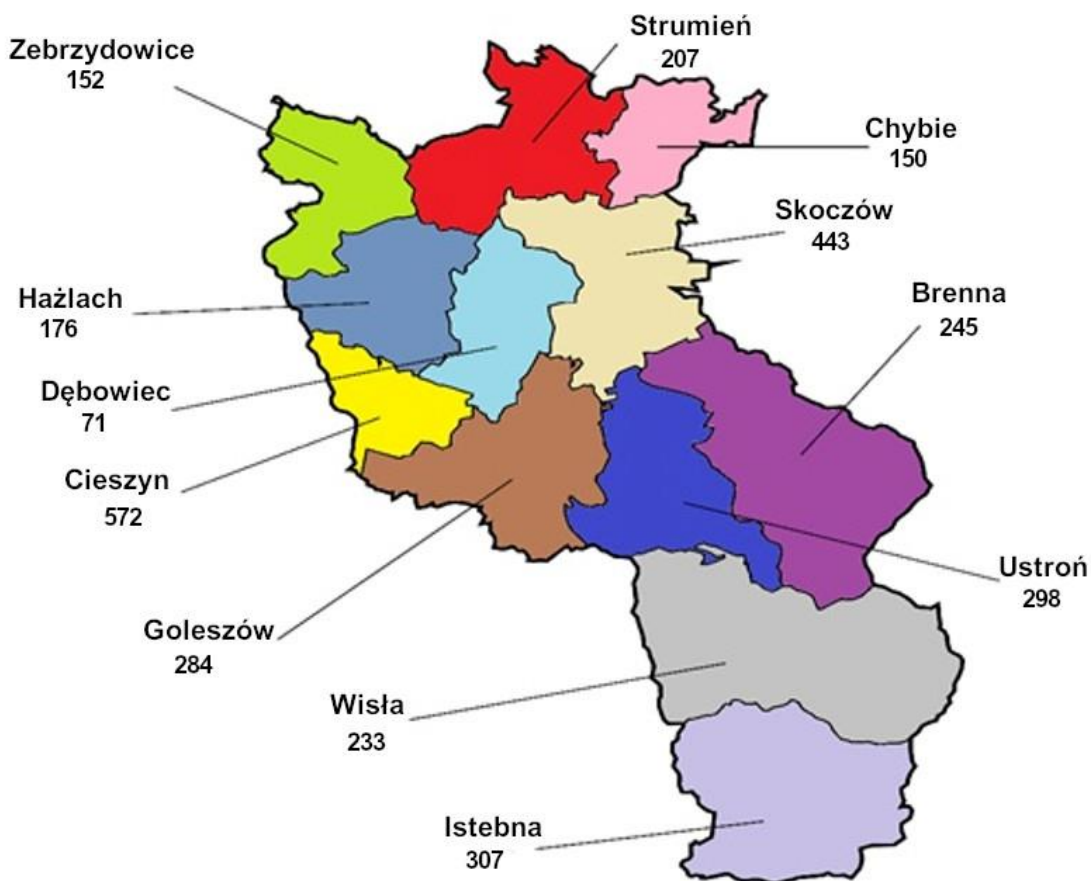 Strumień
207
Zebrzydowice
152
Chybie
150
Skoczów
443
Hażlach
176
Brenna
245
Dębowiec
71
Cieszyn
572
Ustroń
298
Goleszów
284
Wisła
233
Istebna
307